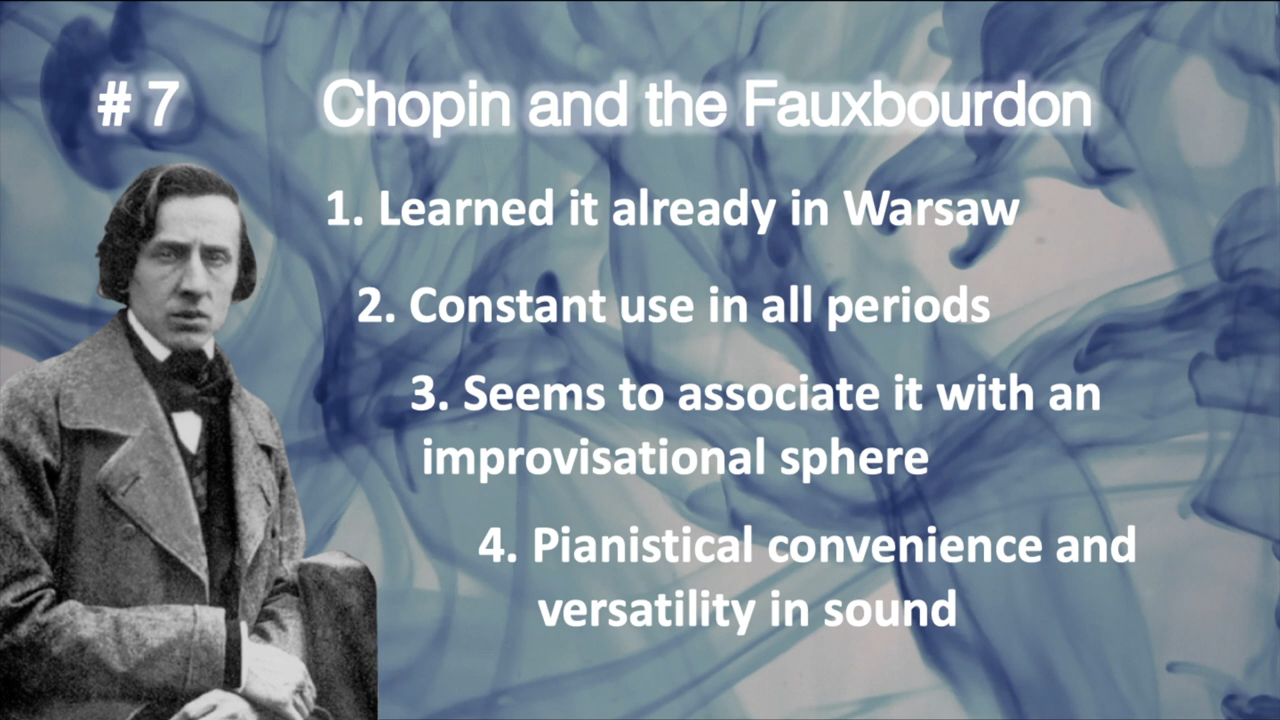 # 7 Chopin and the Fauxbourdon
1. Learned it already in Warsaw
2. Constant use in all periods
3. Seems to associate it with an
improvisational sphere
4. Pianistical convenience and
versatility in sound